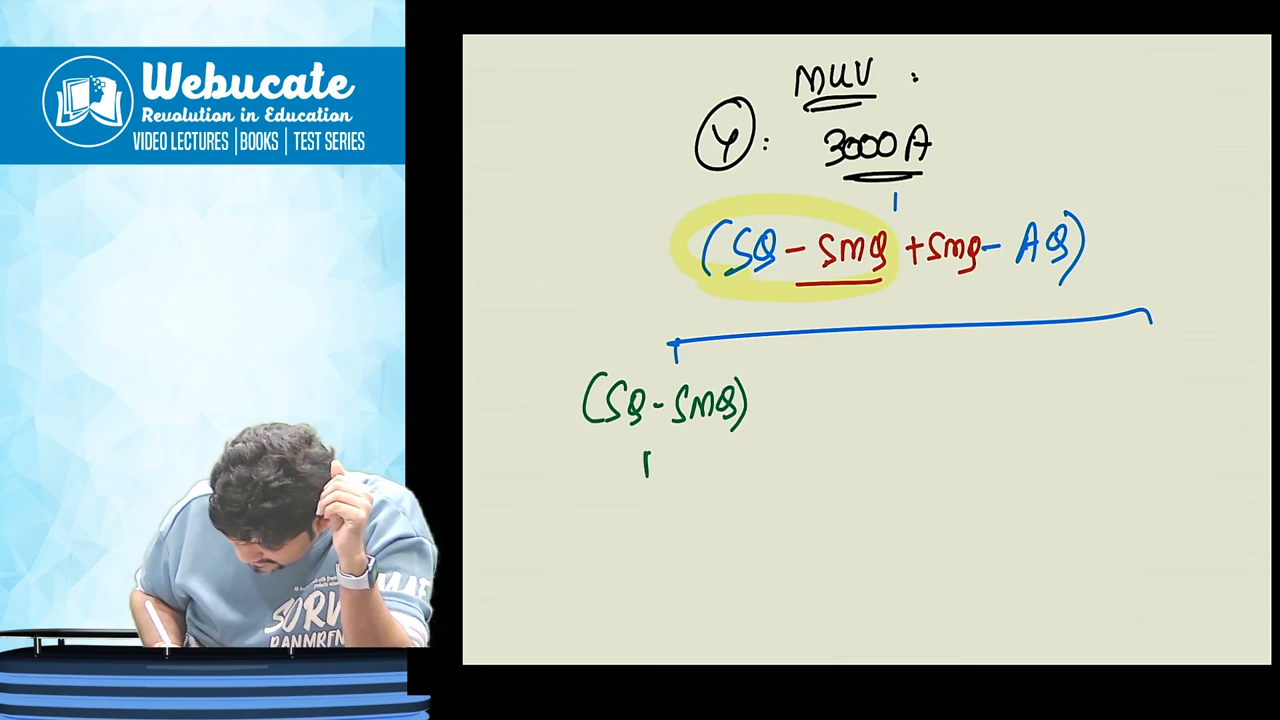 Webucate
Revolution in Education
VIDEO LECTURES | BOOKS | TEST SERIES
MUV :
Y : 3000 A
(SQ - SMQ + SMQ - AQ)
(SQ - SMQ)